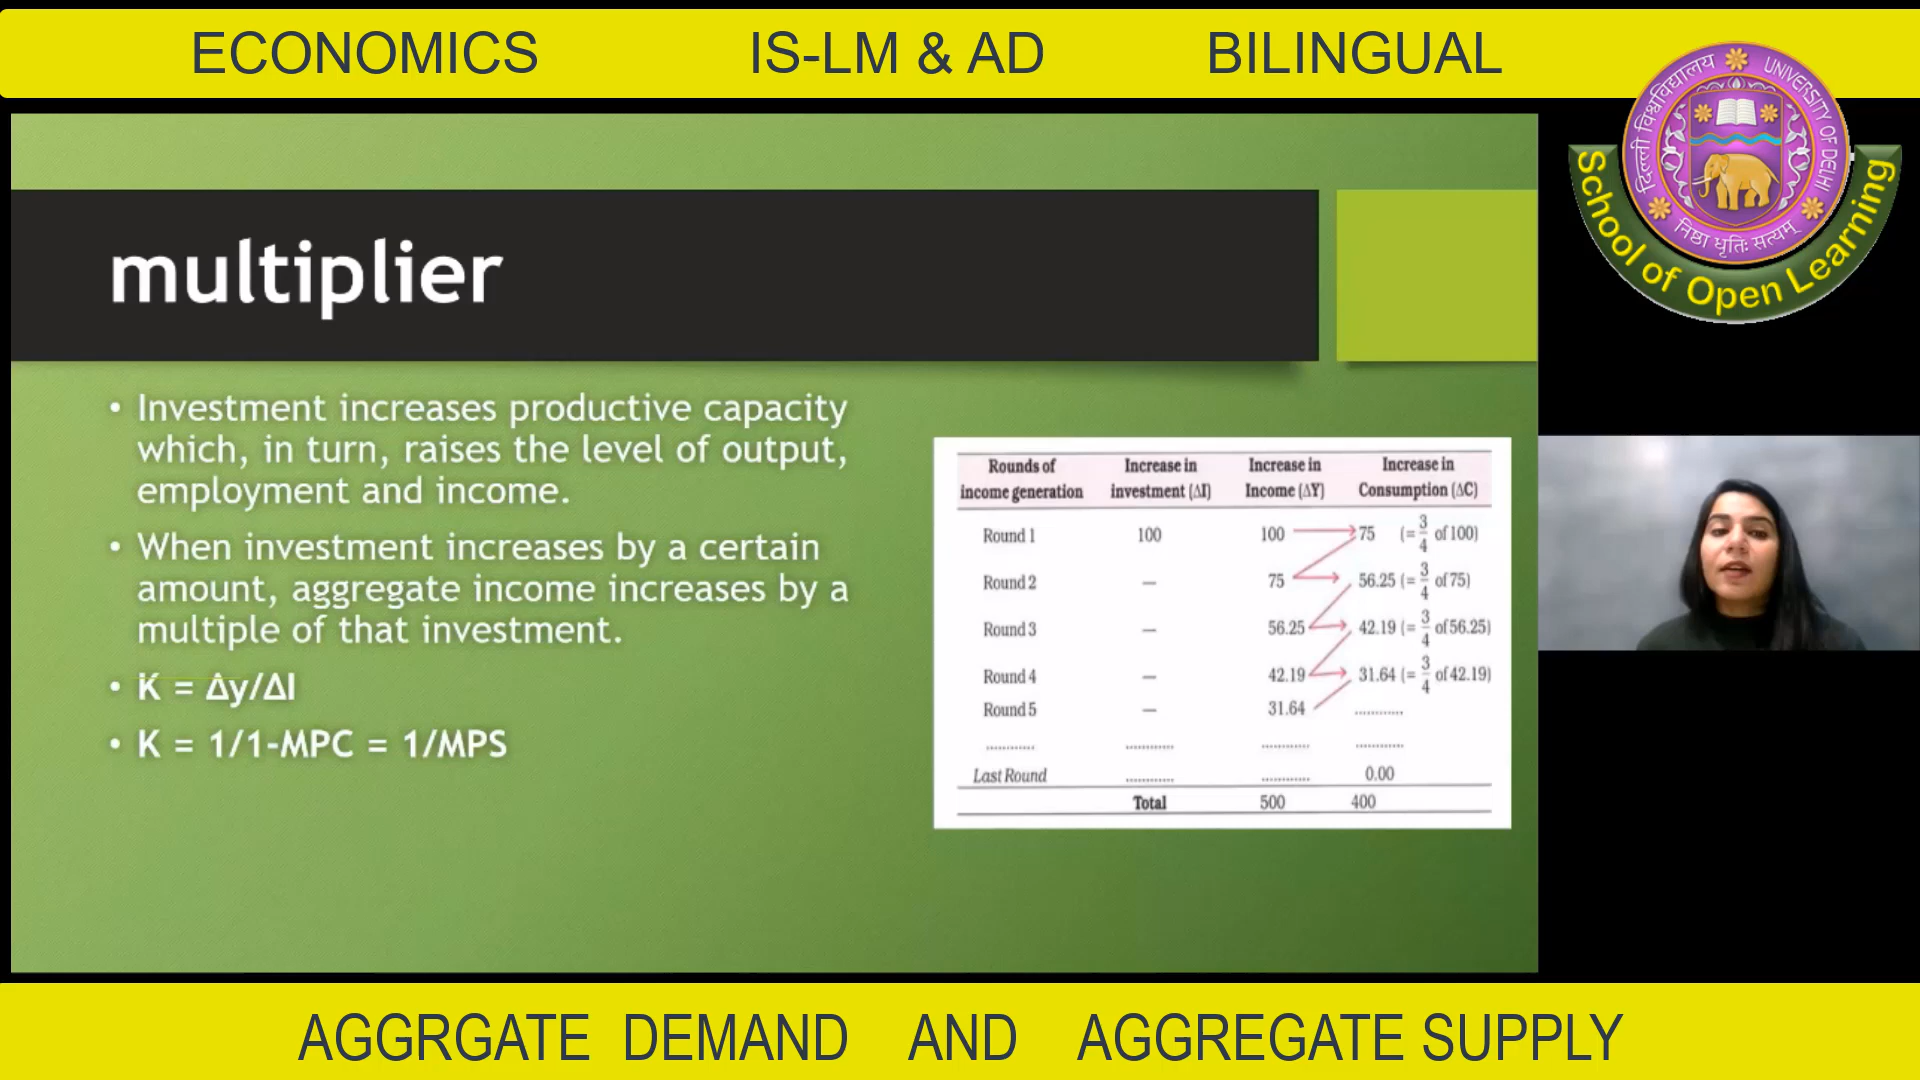 ECONOMICS IS-LM & AD BILINGUAL
दिल्ली विश्वविद्यालय UNIVERSITY OF DELHI
निष्ठा धृतिः सत्यम्
School of Open Learning
multiplier
• Investment increases productive capacity
which, in turn, raises the level of output,
employment and income.
• When investment increases by a certain
amount, aggregate income increases by a
multiple of that investment.
• K = Δy/ΔI
• K = 1/1-MPC = 1/MPS
Rounds of income generation Increase in investment (ΔI) Increase in Income (ΔY) Increase in Consumption (ΔC)
Round 1 100 100 75 (= 3/4 of 100)
Round 2 — 75 56.25 (= 3/4 of 75)
Round 3 — 56.25 42.19 (= 3/4 of 56.25)
Round 4 — 42.19 31.64 (= 3/4 of 42.19)
Round 5 — 31.64 ............
............ ............ ............ ............
Last Round ............ ............ 0.00
Total 500 400
AGGRGATE DEMAND AND AGGREGATE SUPPLY